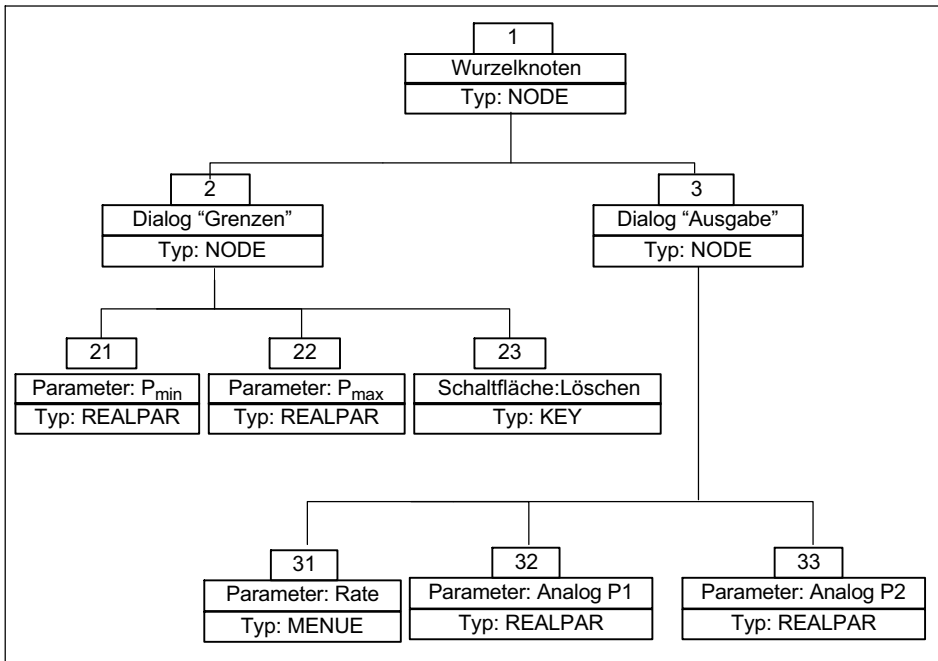 1
Wurzelknoten
Typ: NODE
2
Dialog “Grenzen”
Typ: NODE
3
Dialog “Ausgabe”
Typ: NODE
21
Parameter: Pmin
Typ: REALPAR
22
Parameter: Pmax
Typ: REALPAR
23
Schaltfläche:Löschen
Typ: KEY
31
Parameter: Rate
Typ: MENUE
32
Parameter: Analog P1
Typ: REALPAR
33
Parameter: Analog P2
Typ: REALPAR